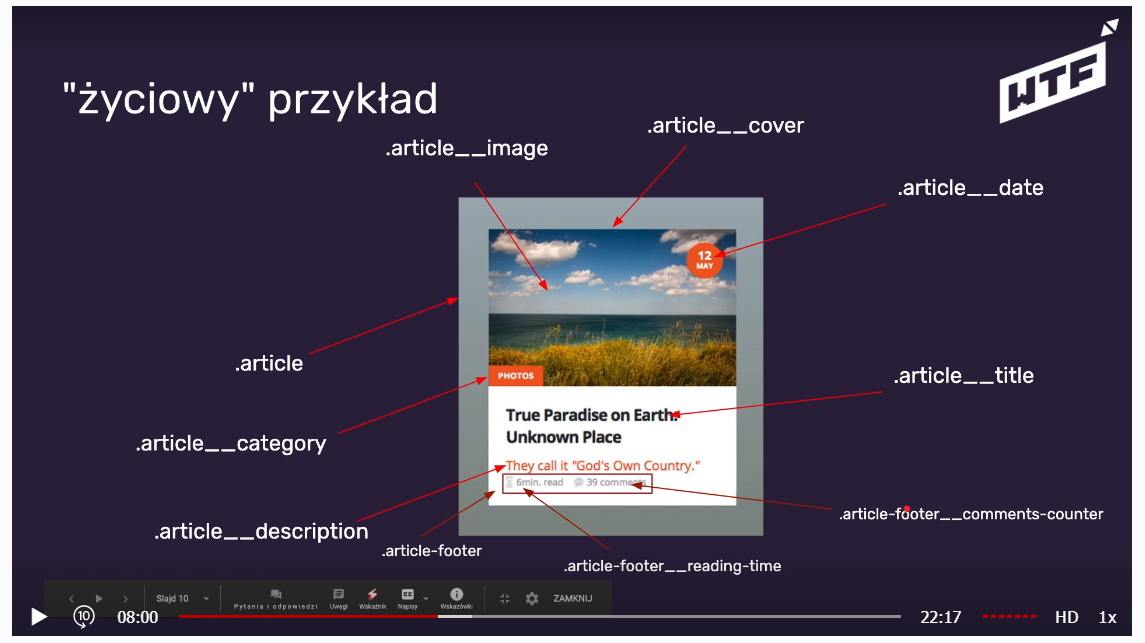 "życiowy" przykład
WTF
.article__cover
.article__image
.article__date
12
MAY
.article
.article__title
PHOTOS
True Paradise on Earth:
Unknown Place
.article__category
They call it "God's Own Country."
6min. read 39 comments
.article-footer__comments-counter
.article__description
.article-footer
.article-footer__reading-time
Slajd 10
Pytania i odpowiedzi
Uwagi
Wskaźnik
CC
Napisy
Wskazówki
ZAMKNIJ
10
08:00
22:17
HD
1x